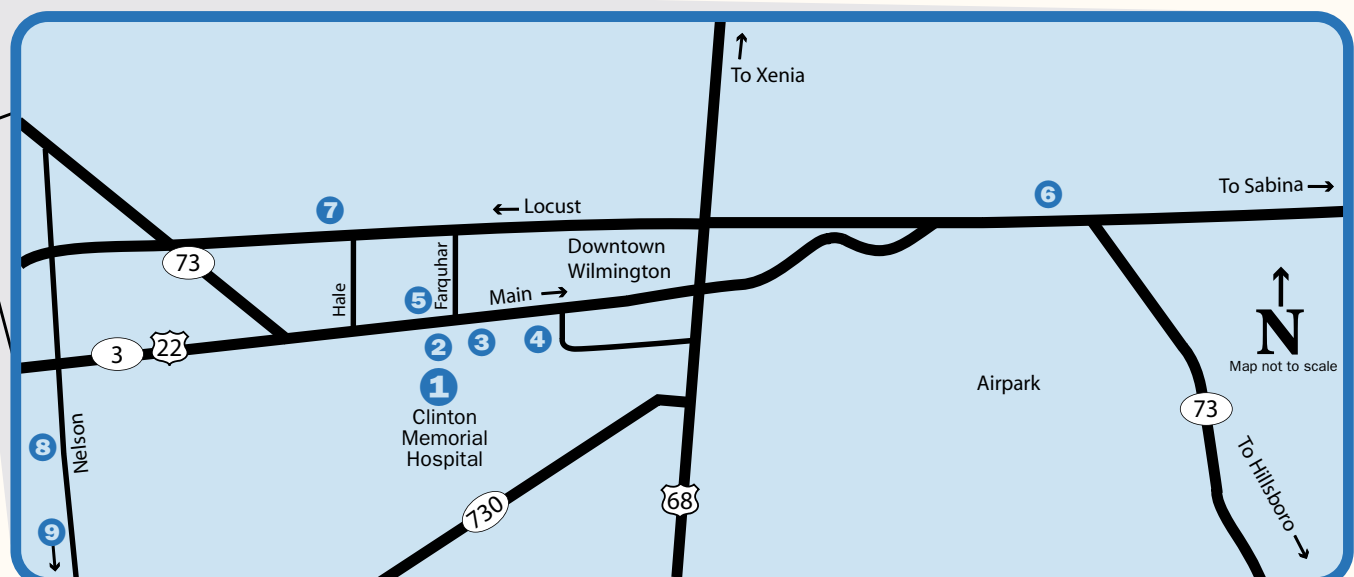 To Xenia
To Sabina
6
7
Locust
Downtown
Wilmington
73
Hale
Farquhar
5
Main
3
22
2
3
4
1
Clinton
Memorial
Hospital
N
Map not to scale
Airpark
73
Nelson
8
To Hillsboro
730
68
9